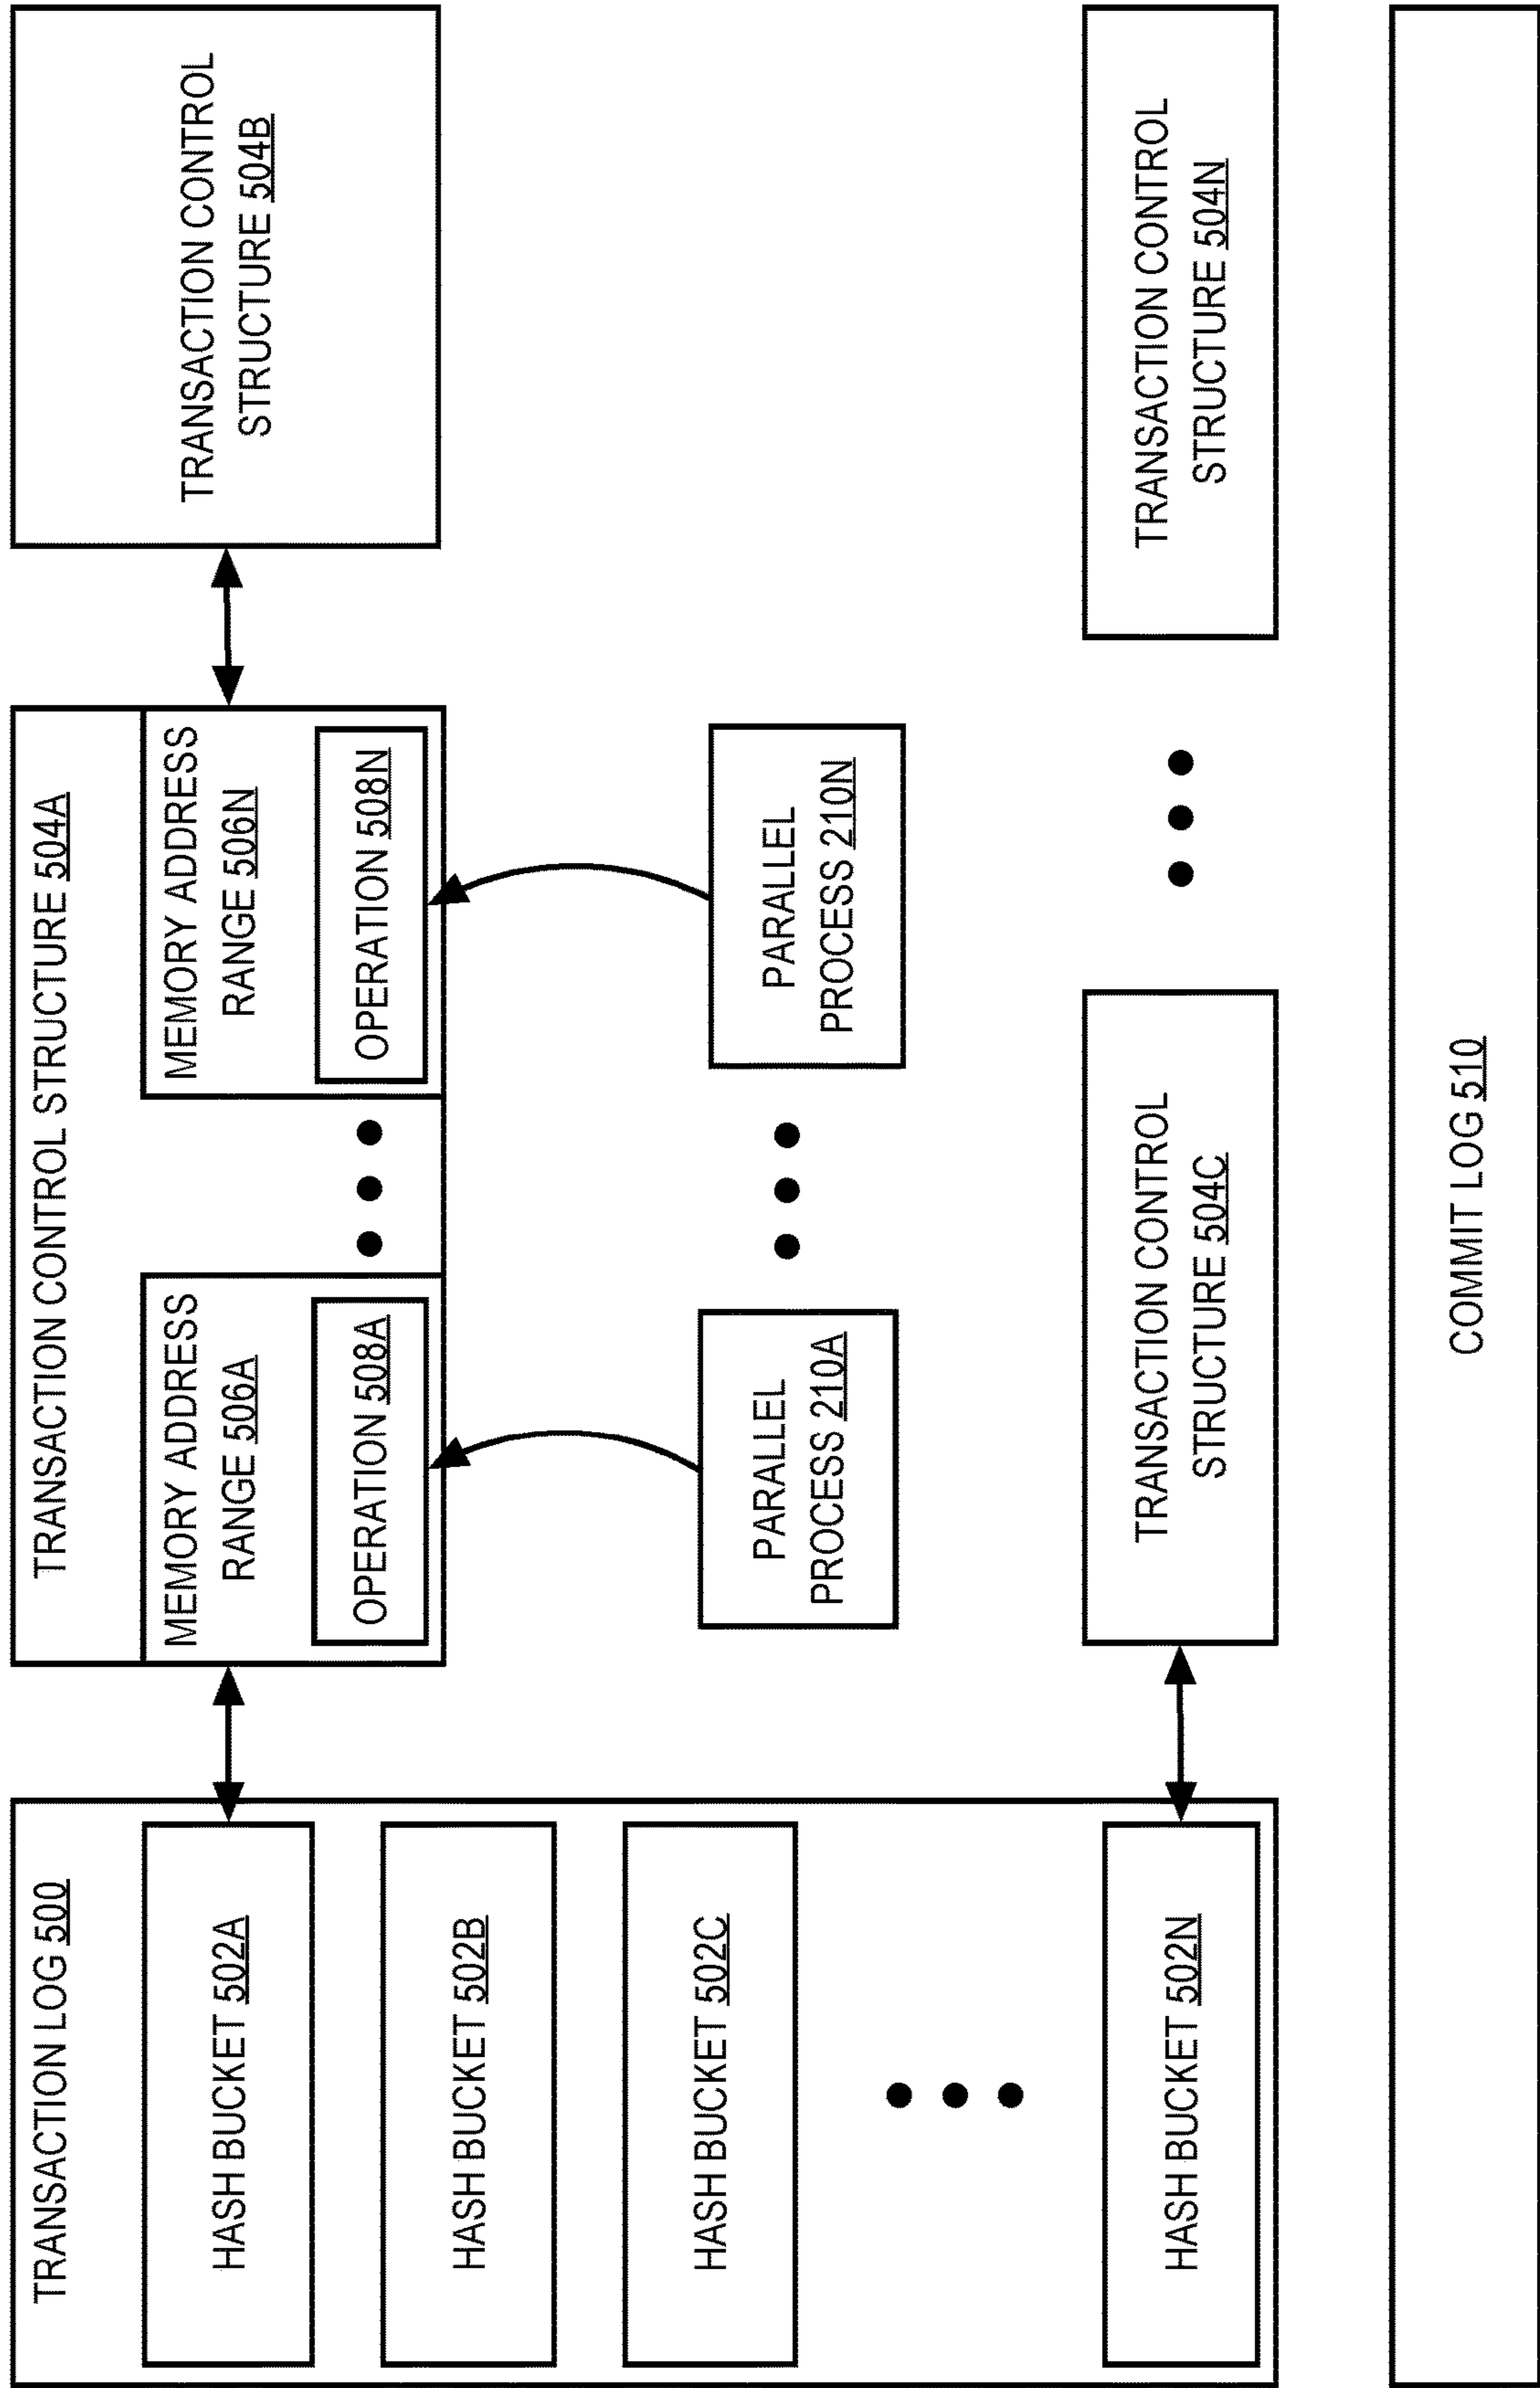 TRANSACTION LOG 500
HASH BUCKET 502A
HASH BUCKET 502B
HASH BUCKET 502C
HASH BUCKET 502N
TRANSACTION CONTROL STRUCTURE 504A
MEMORY ADDRESS
RANGE 506A
OPERATION 508A
MEMORY ADDRESS
RANGE 506N
OPERATION 508N
TRANSACTION CONTROL
STRUCTURE 504B
PARALLEL
PROCESS 210A
PARALLEL
PROCESS 210N
TRANSACTION CONTROL
STRUCTURE 504C
TRANSACTION CONTROL
STRUCTURE 504N
COMMIT LOG 510